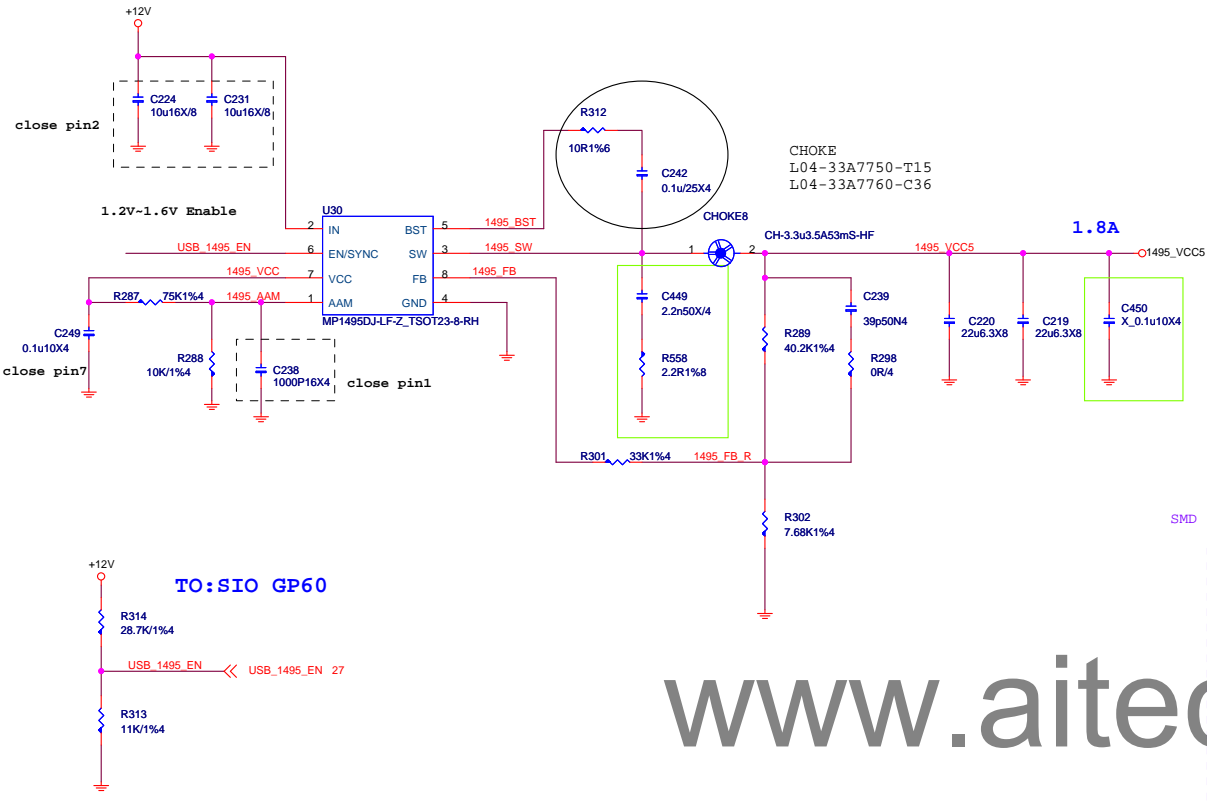 +12V
C224
10u16X/8
C231
10u16X/8
close pin2
R312
10R1%6
C242
0.1u/25X4
CHOKE
L04-33A7750-T15
L04-33A7760-C36
1.2V~1.6V Enable
U30
2 IN
BST 5
1495_BST
USB_1495_EN
6 EN/SYNC
SW 3
1495_SW
1495_VCC
7 VCC
FB 8
1495_FB
1495_AAM
1 AAM
GND 4
MP1495DJ-LF-Z_TSOT23-8-RH
CHOKE8
1 2
CH-3.3u3.5A53mS-HF
1495_VCC5
1.8A
1495_VCC5
R287
75K1%4
C249
0.1u10X4
close pin7
R288
10K/1%4
C238
1000P16X4
close pin1
C449
2.2n50X/4
R558
2.2R1%8
R289
40.2K1%4
C239
39p50N4
R298
0R/4
C220
22u6.3X8
C219
22u6.3X8
C450
X_0.1u10X4
R301
33K1%4
1495_FB_R
R302
7.68K1%4
SMD
+12V
TO:SIO GP60
R314
28.7K/1%4
USB_1495_EN
USB_1495_EN 27
R313
11K/1%4